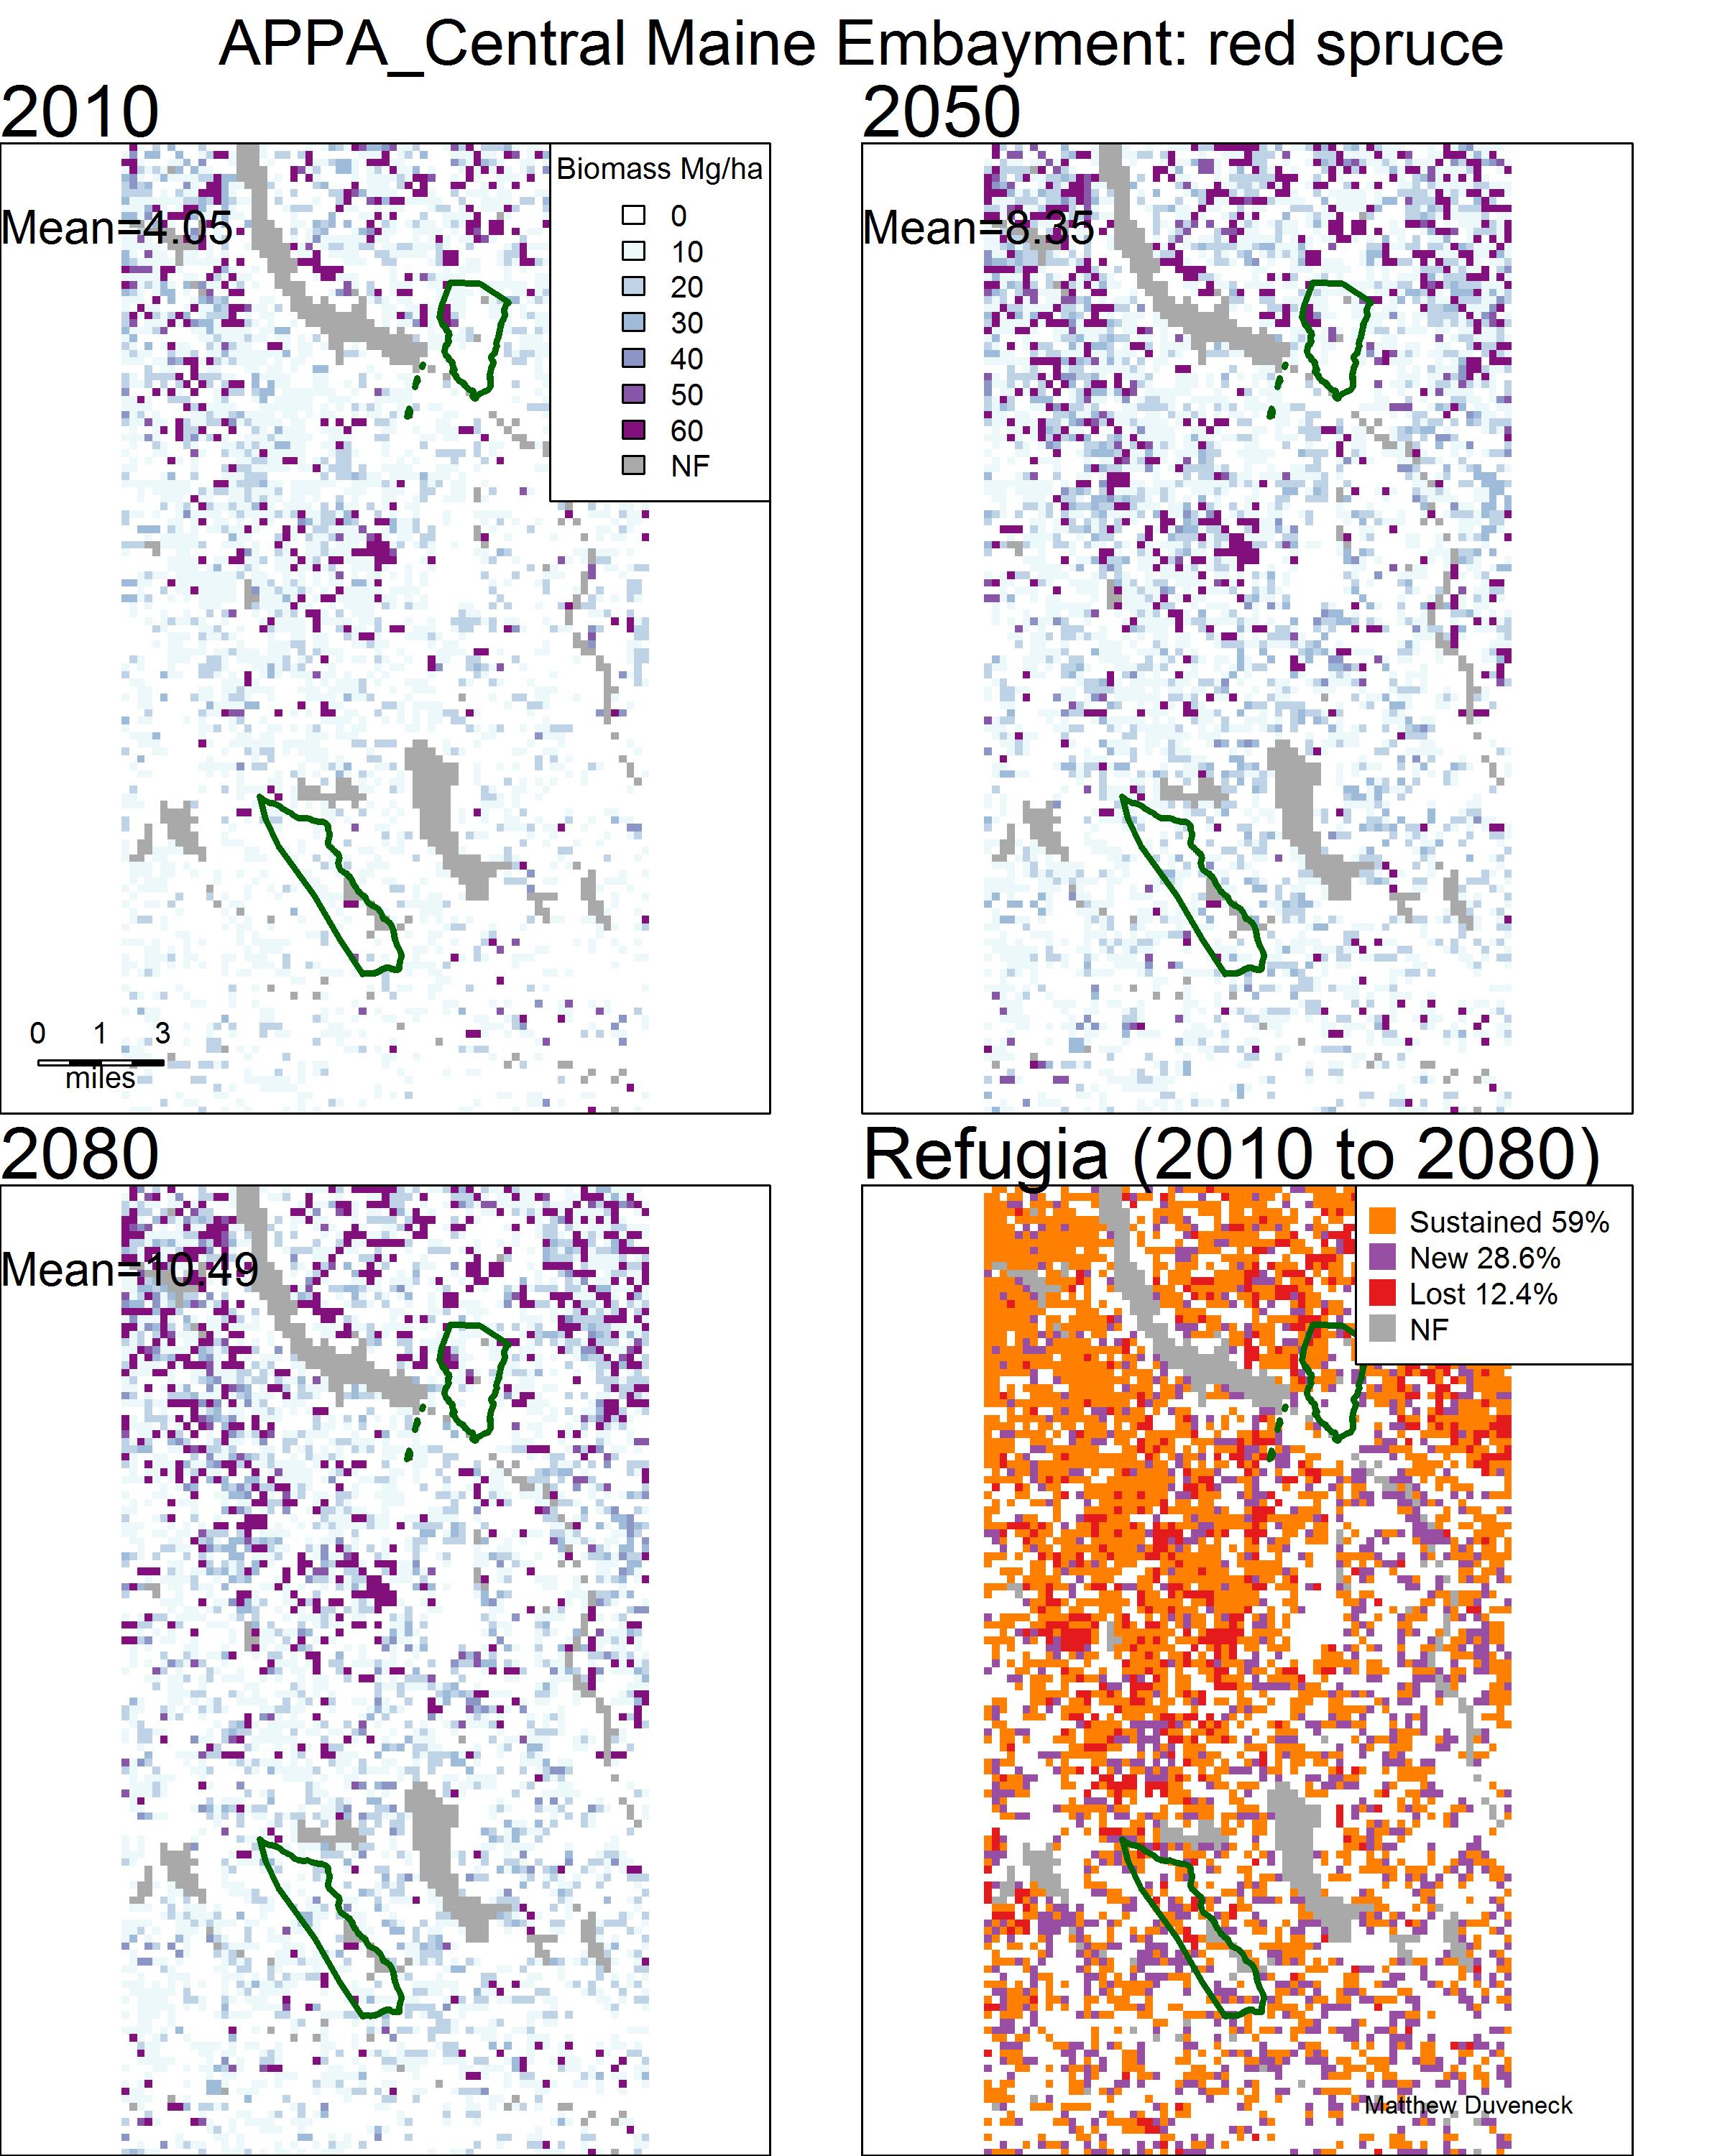 APPA_Central Maine Embayment: red spruce
2010
Mean=4.05
Biomass Mg/ha
0
10
20
30
40
50
60
NF
0 1 3
miles
2050
Mean=8.35
2080
Mean=10.49
Refugia (2010 to 2080)
Sustained 59%
New 28.6%
Lost 12.4%
NF
Matthew Duveneck